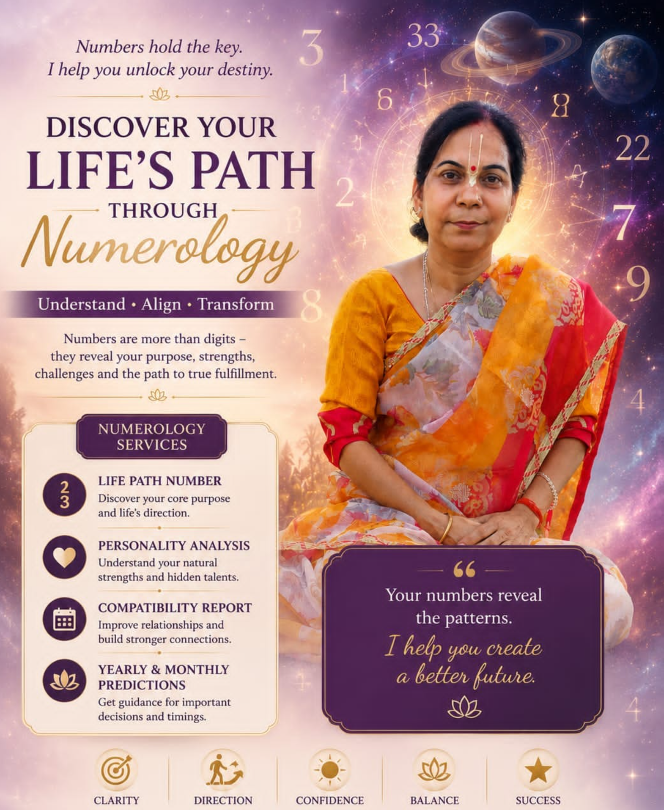 Numbers hold the key.
I help you unlock your destiny.
DISCOVER YOUR
LIFE'S PATH
THROUGH
Numerology
Understand • Align • Transform
Numbers are more than digits –
they reveal your purpose, strengths,
challenges and the path to true fulfillment.
NUMEROLOGY
SERVICES
2
3
LIFE PATH NUMBER
Discover your core purpose
and life's direction.
PERSONALITY ANALYSIS
Understand your natural
strengths and hidden talents.
COMPATIBILITY REPORT
Improve relationships and
build stronger connections.
YEARLY & MONTHLY
PREDICTIONS
Get guidance for important
decisions and timings.
3
33
1
6
8
22
2
7
9
8
4
4
“
Your numbers reveal
the patterns.
I help you create
a better future.
CLARITY
DIRECTION
CONFIDENCE
BALANCE
SUCCESS